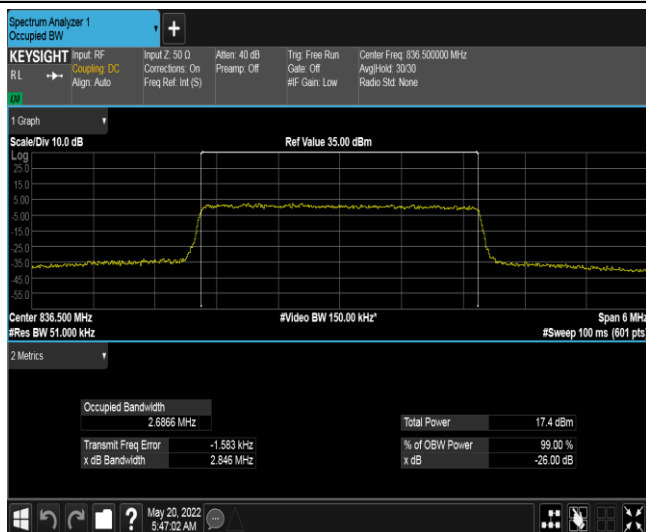 Spectrum Analyzer 1
Occupied BW
+
KEYSIGHT
RL
Input: RF
Coupling: DC
Align: Auto
Input Z: 50 Ω
Corrections: On
Freq Ref: Int (S)
Atten: 40 dB
Preamp: Off
Trig: Free Run
Gate: Off
#IF Gain: Low
Center Freq: 836.500000 MHz
Avg|Hold: 30/30
Radio Std: None
1 Graph
Scale/Div 10.0 dB
Ref Value 35.00 dBm
Log
25.0
15.0
5.00
-5.00
-15.0
-25.0
-35.0
-45.0
-55.0
Center 836.500 MHz
#Video BW 150.00 kHz*
Span 6 MHz
#Res BW 51.000 kHz
#Sweep 100 ms (601 pts)
2 Metrics
Occupied Bandwidth
2.6866 MHz
Total Power 17.4 dBm
Transmit Freq Error -1.583 kHz
% of OBW Power 99.00 %
x dB Bandwidth 2.846 MHz
x dB -26.00 dB
?
May 20, 2022
5:47:02 AM